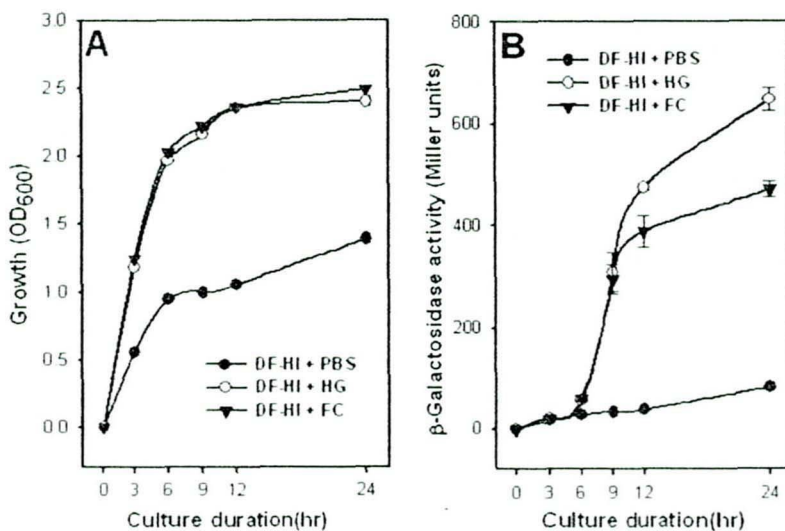 A
3.0
2.5
2.0
1.5
1.0
0.5
0.0
Growth (OD600)
DF-HI + PBS
DF-HI + HG
DF-HI + FC
0 3 6 9 12 24
Culture duration(hr)
B
800
600
400
200
0
β-Galactosidase activity (Miller units)
DF-HI + PBS
DF-HI + HG
DF-HI + FC
0 3 6 9 12 24
Culture duration(hr)